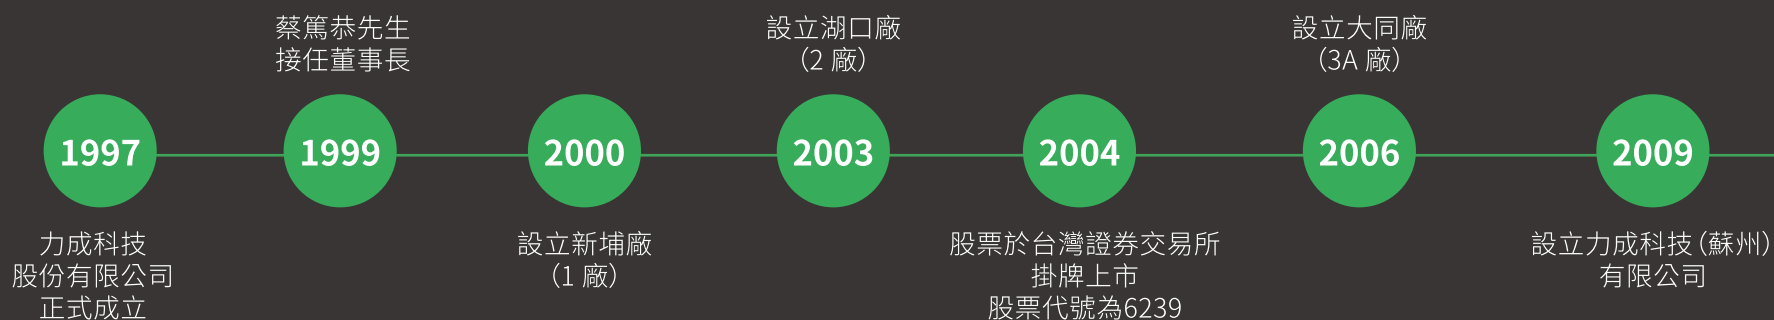 1997
力成科技
股份有限公司
正式成立
蔡篤恭先生
接任董事長
1999
2000
設立新埔廠
（1 廠）
設立湖口廠
（2 廠）
2003
2004
股票於台灣證券交易所
掛牌上市
股票代號為6239
設立大同廠
（3A 廠）
2006
2009
設立力成科技（蘇州）
有限公司